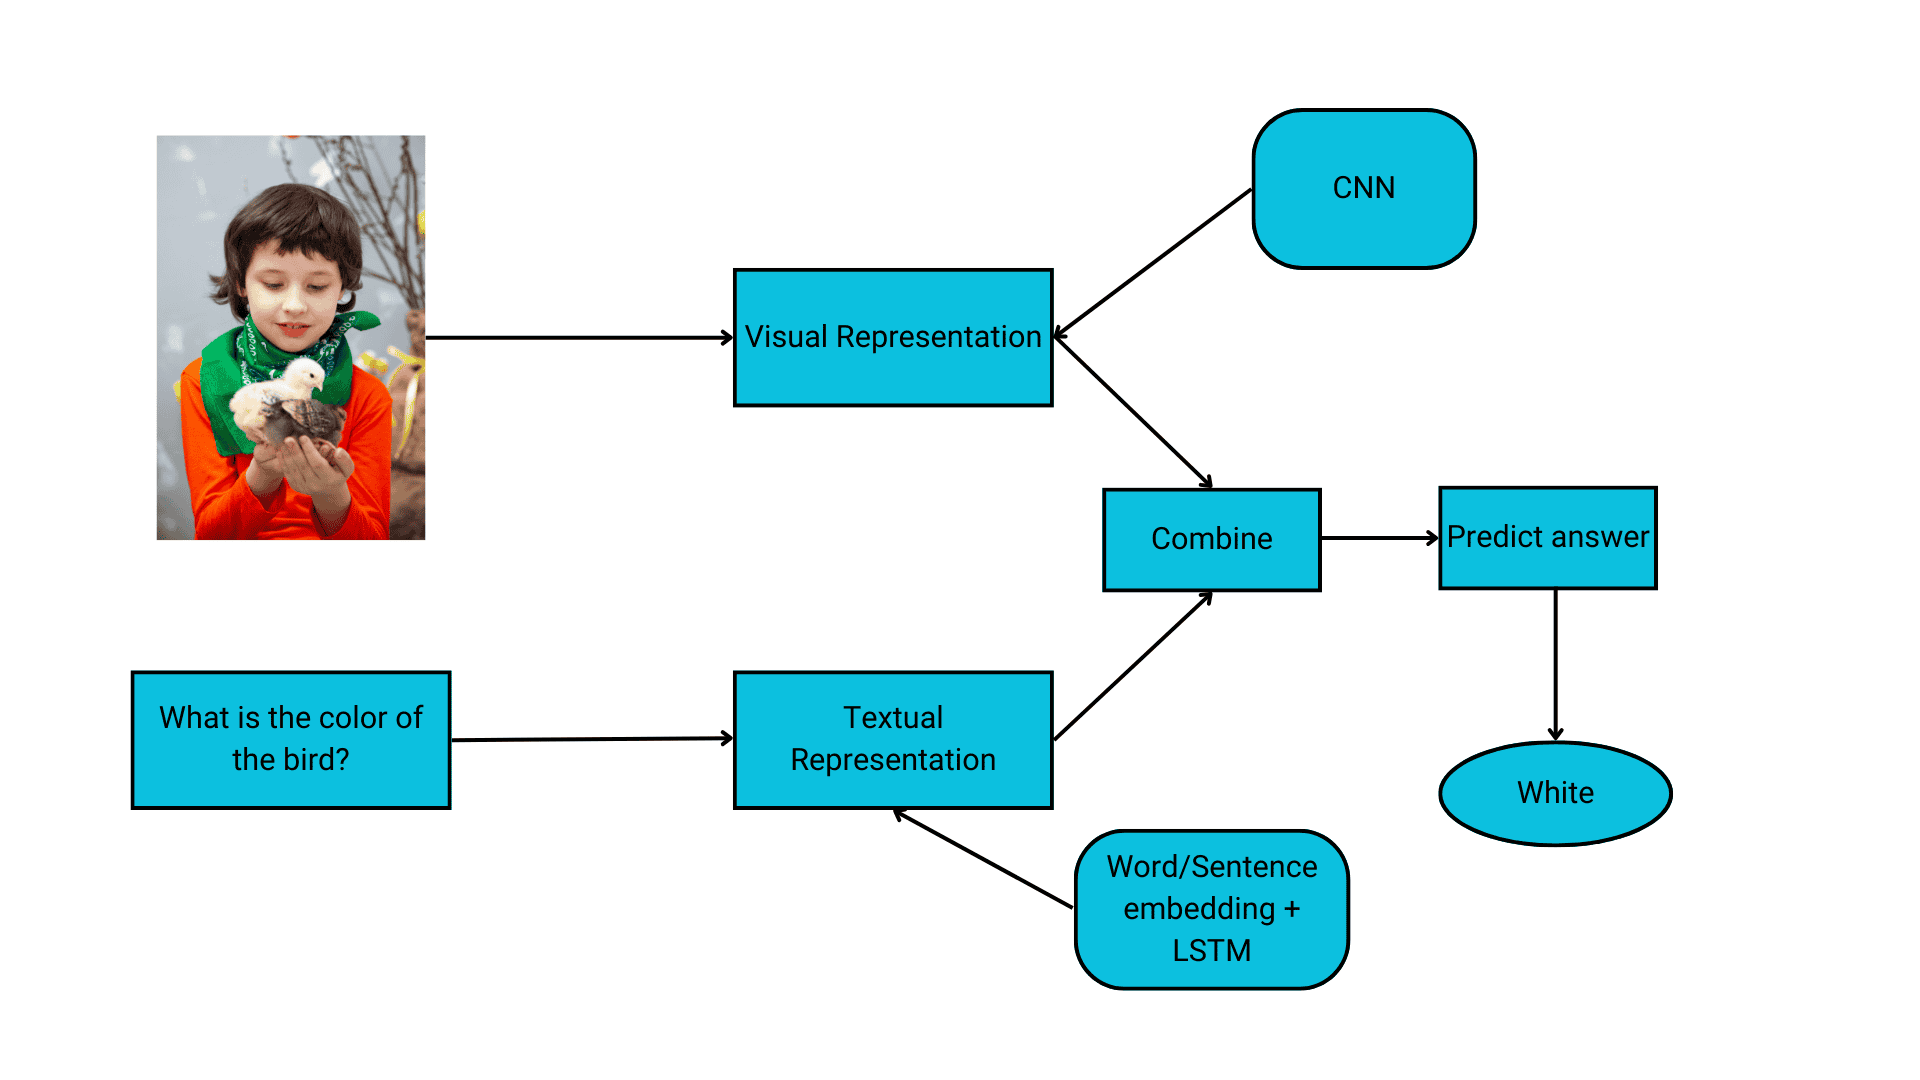 CNN
Visual Representation
Combine
Predict answer
What is the color of
the bird?
Textual
Representation
White
Word/Sentence
embedding +
LSTM